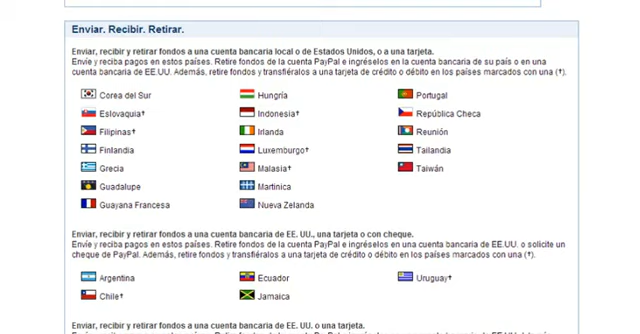 Enviar. Recibir. Retirar.
Enviar, recibir y retirar fondos a una cuenta bancaria local o de Estados Unidos, o a una tarjeta.
Envíe y reciba pagos en estos países. Retire fondos de la cuenta PayPal e ingréselos en la cuenta bancaria de su país o en una
cuenta bancaria de EE.UU. Además, retire fondos y transfiéralos a una tarjeta de crédito o débito en los países marcados con una (†).
Corea del Sur Hungría Portugal
Eslovaquia† Indonesia† República Checa
Filipinas† Irlanda Reunión
Finlandia Luxemburgo† Tailandia
Grecia Malasia† Taiwán
Guadalupe Martinica
Guayana Francesa Nueva Zelanda
Enviar, recibir y retirar fondos a una cuenta bancaria de EE. UU., una tarjeta o con cheque.
Envíe y reciba pagos en estos países. Retire fondos de la cuenta PayPal e ingréselos en una cuenta bancaria de EE.UU o solicite un
cheque de PayPal. Además, retire fondos y transfiéralos a una tarjeta de crédito o débito en los países marcados con una (†).
Argentina Ecuador Uruguay†
Chile† Jamaica
Enviar, recibir y retirar fondos a una cuenta bancaria de EE. UU. o una tarjeta.